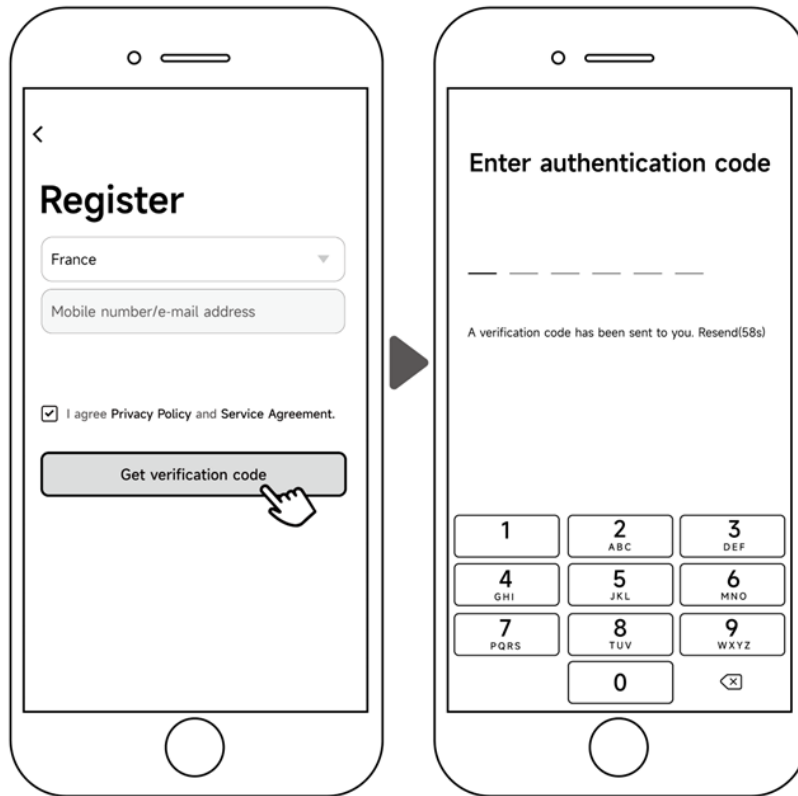 Register
France
Mobile number/e-mail address
I agree Privacy Policy and Service Agreement.
Get verification code
Enter authentication code
A verification code has been sent to you. Resend(58s)
1 2 3
ABC DEF
4 5 6
GHI JKL MNO
7 8 9
PQRS TUV WXYZ
0